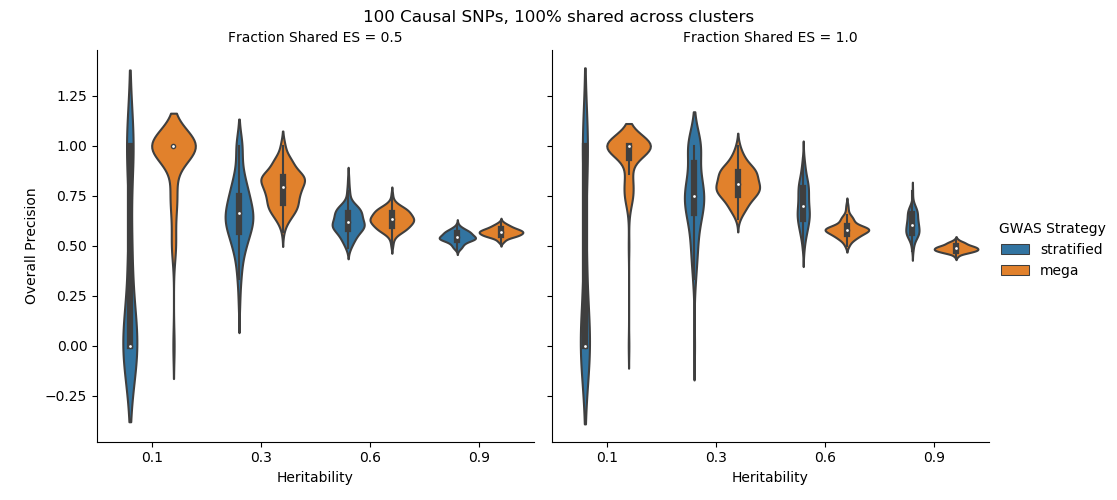 100 Causal SNPs, 100% shared across clusters
Fraction Shared ES = 0.5
Fraction Shared ES = 1.0
Overall Precision
1.25
1.00
0.75
0.50
0.25
0.00
−0.25
0.1 0.3 0.6 0.9
Heritability
0.1 0.3 0.6 0.9
Heritability
GWAS Strategy
stratified
mega